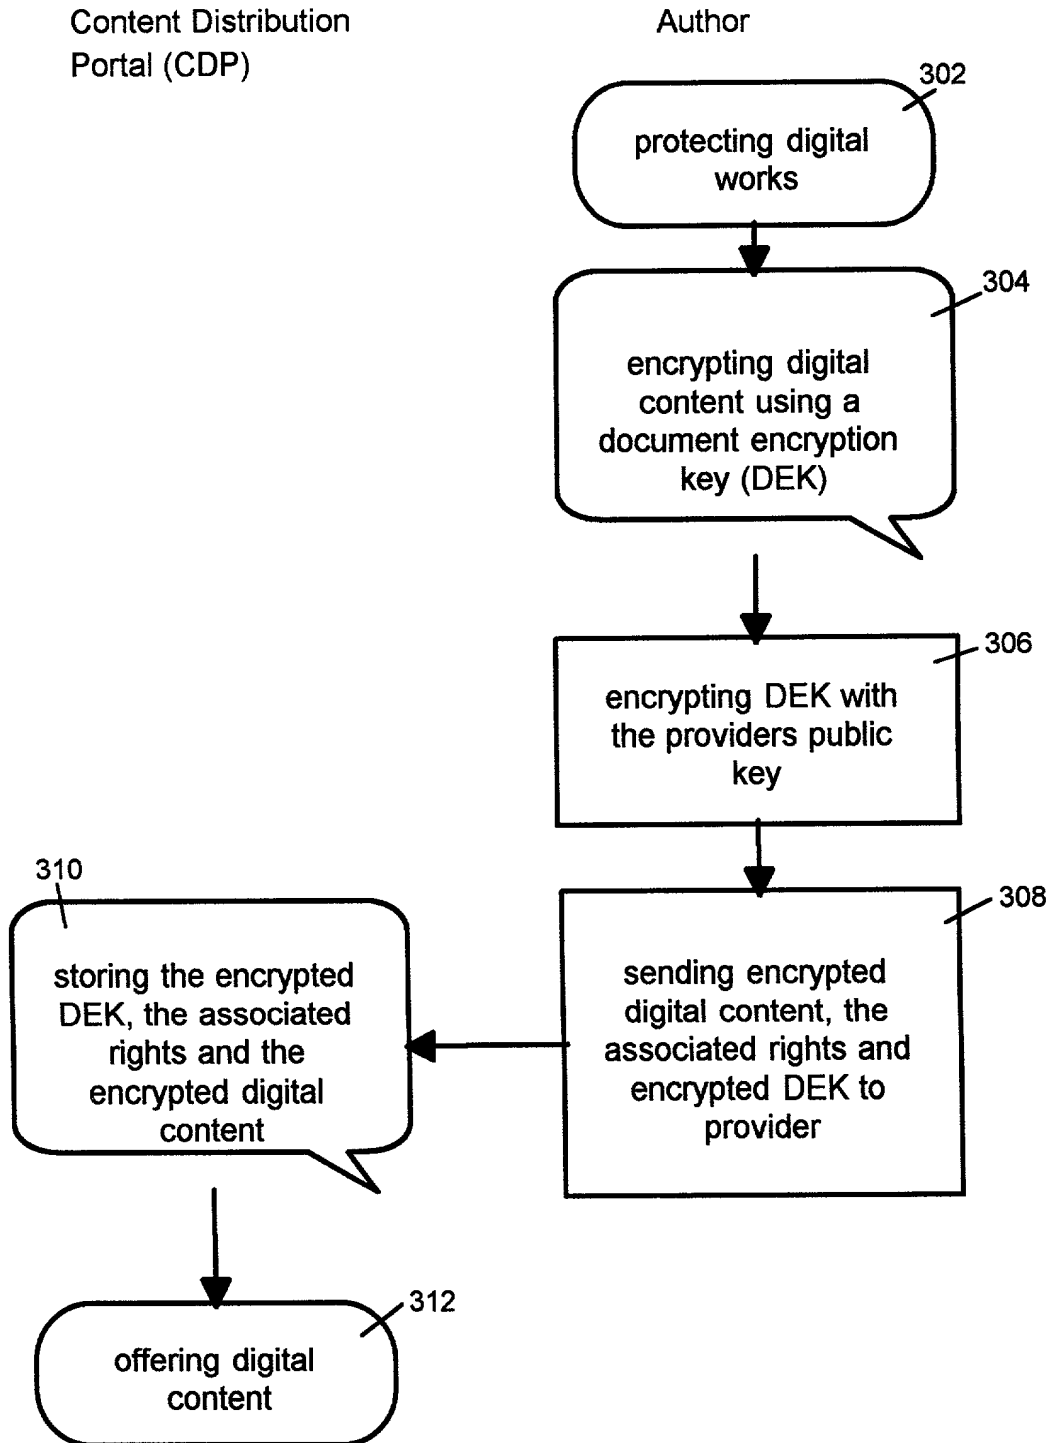 Content Distribution
Portal (CDP)
Author
302
protecting digital
works
304
encrypting digital
content using a
document encryption
key (DEK)
306
encrypting DEK with
the providers public
key
308
sending encrypted
digital content, the
associated rights and
encrypted DEK to
provider
310
storing the encrypted
DEK, the associated
rights and the
encrypted digital
content
312
offering digital
content